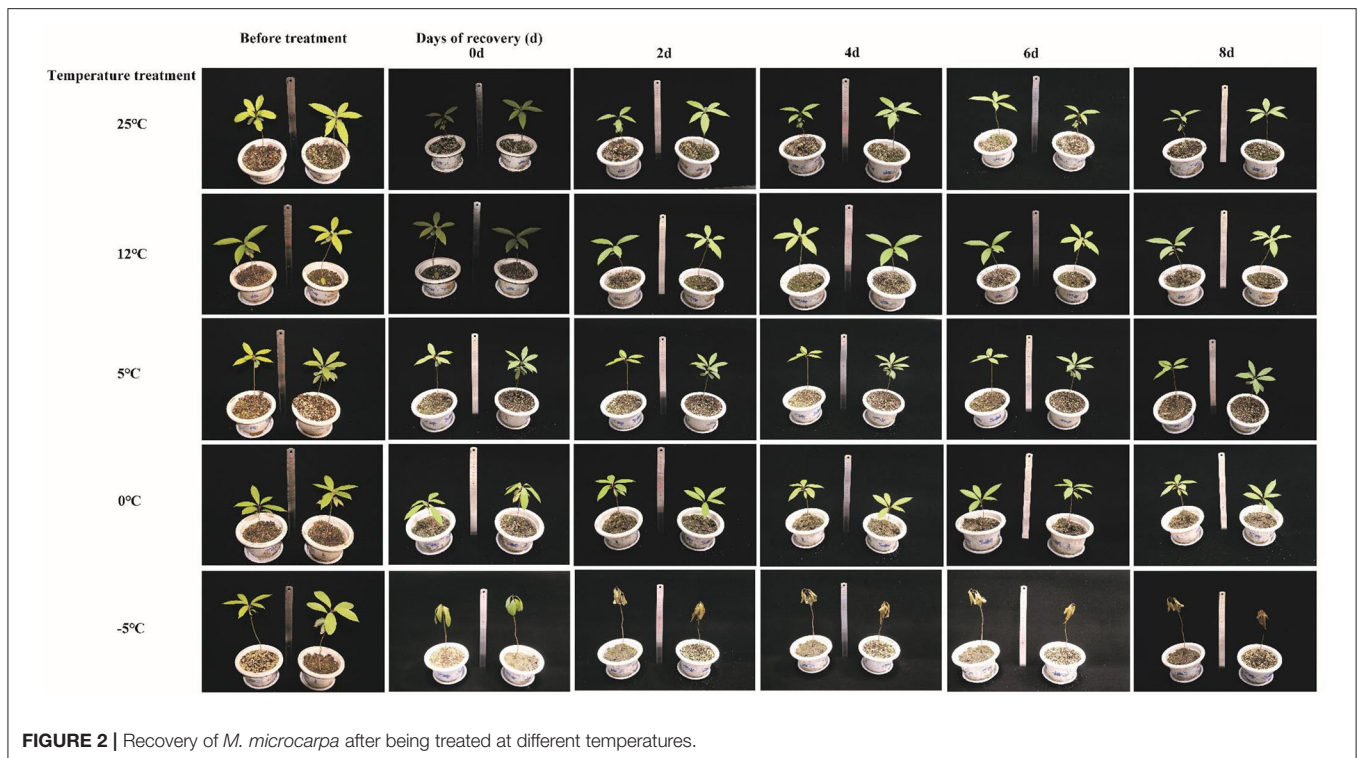 Before treatment
Days of recovery (d)
0d
2d
4d
6d
8d
Temperature treatment
25°C
12°C
5°C
0°C
-5°C
FIGURE 2 | Recovery of M. microcarpa after being treated at different temperatures.